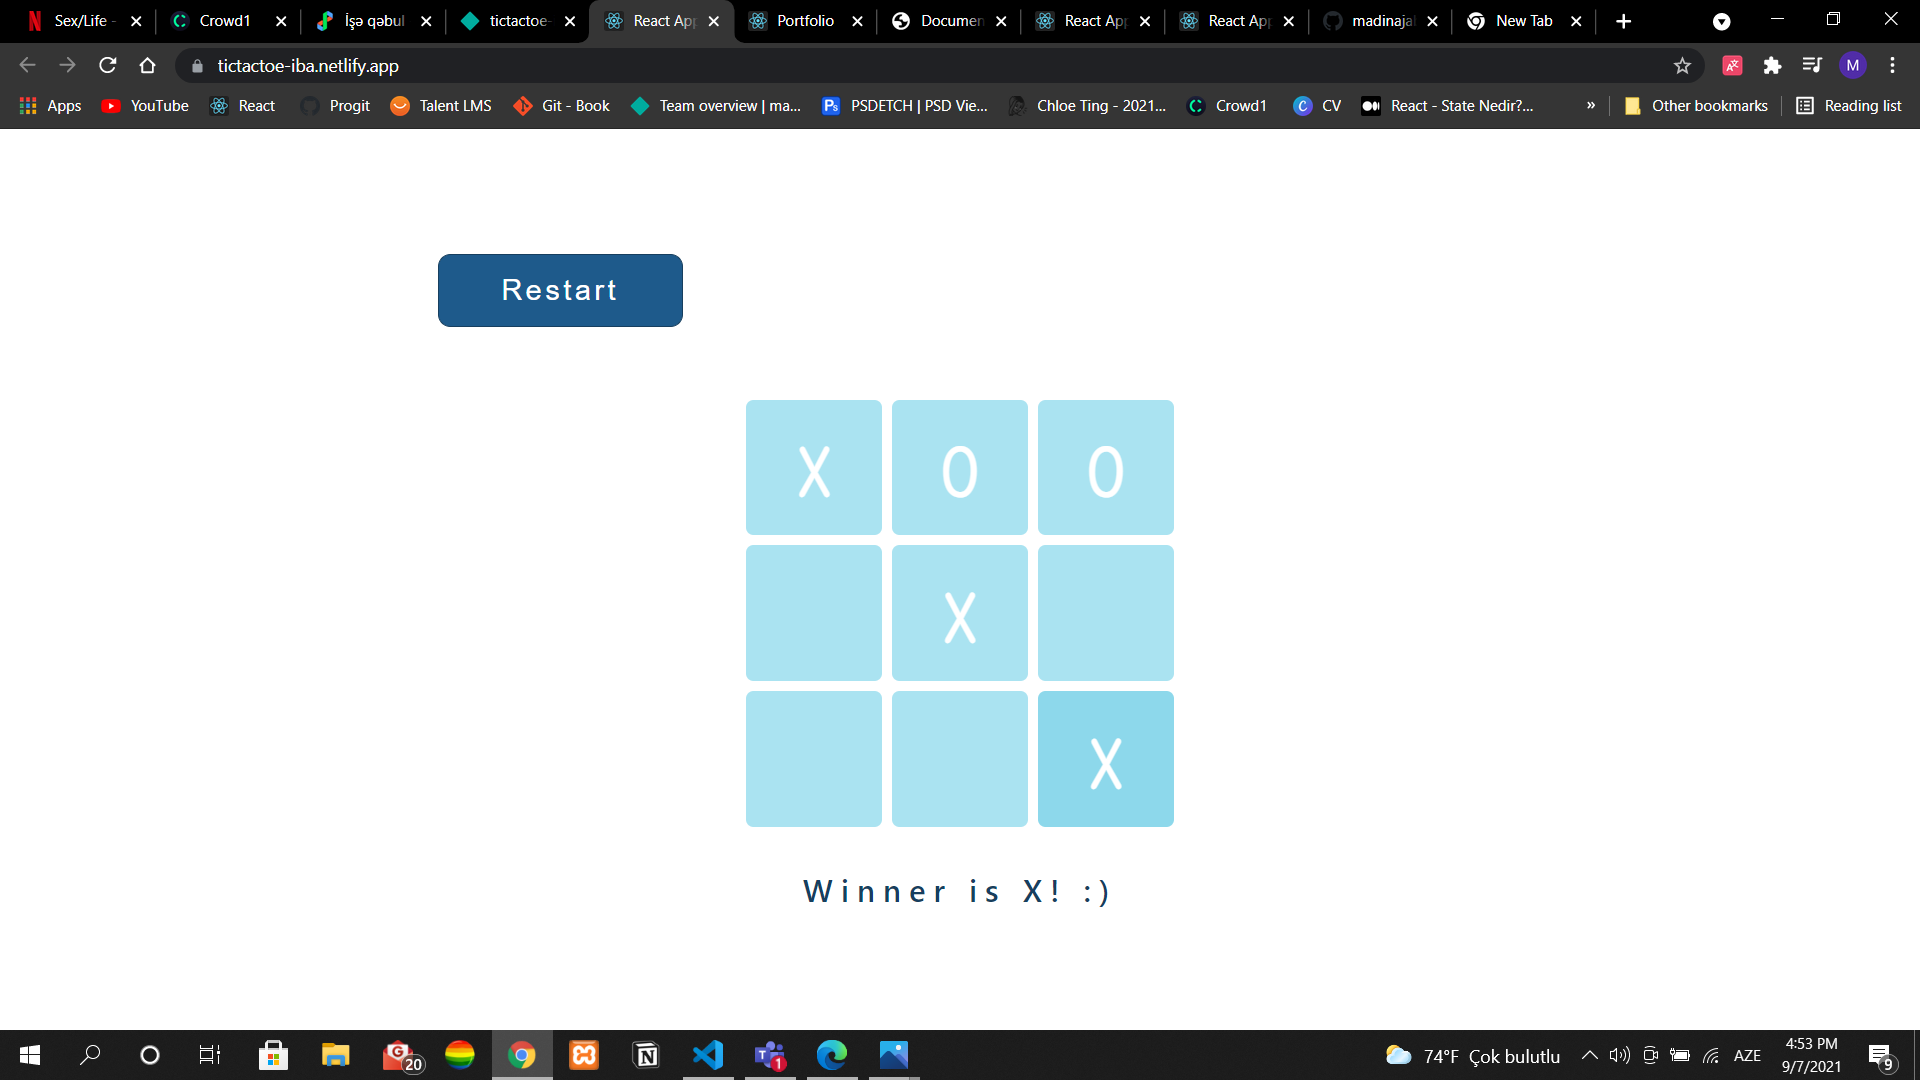 Sex/Life - Crowd1 İşə qəbul tictactoe- React App Portfolio Documen React App React App madinajal New Tab
tictactoe-iba.netlify.app M
Apps YouTube React Progit Talent LMS Git - Book Team overview | ma... PSDETCH | PSD Vie... Chloe Ting - 2021... Crowd1 CV React - State Nedir?... » Other bookmarks Reading list
Restart
X O O
X
X
Winner is X! :)
20 1 74°F Çok bulutlu AZE 4:53 PM 9
9/7/2021